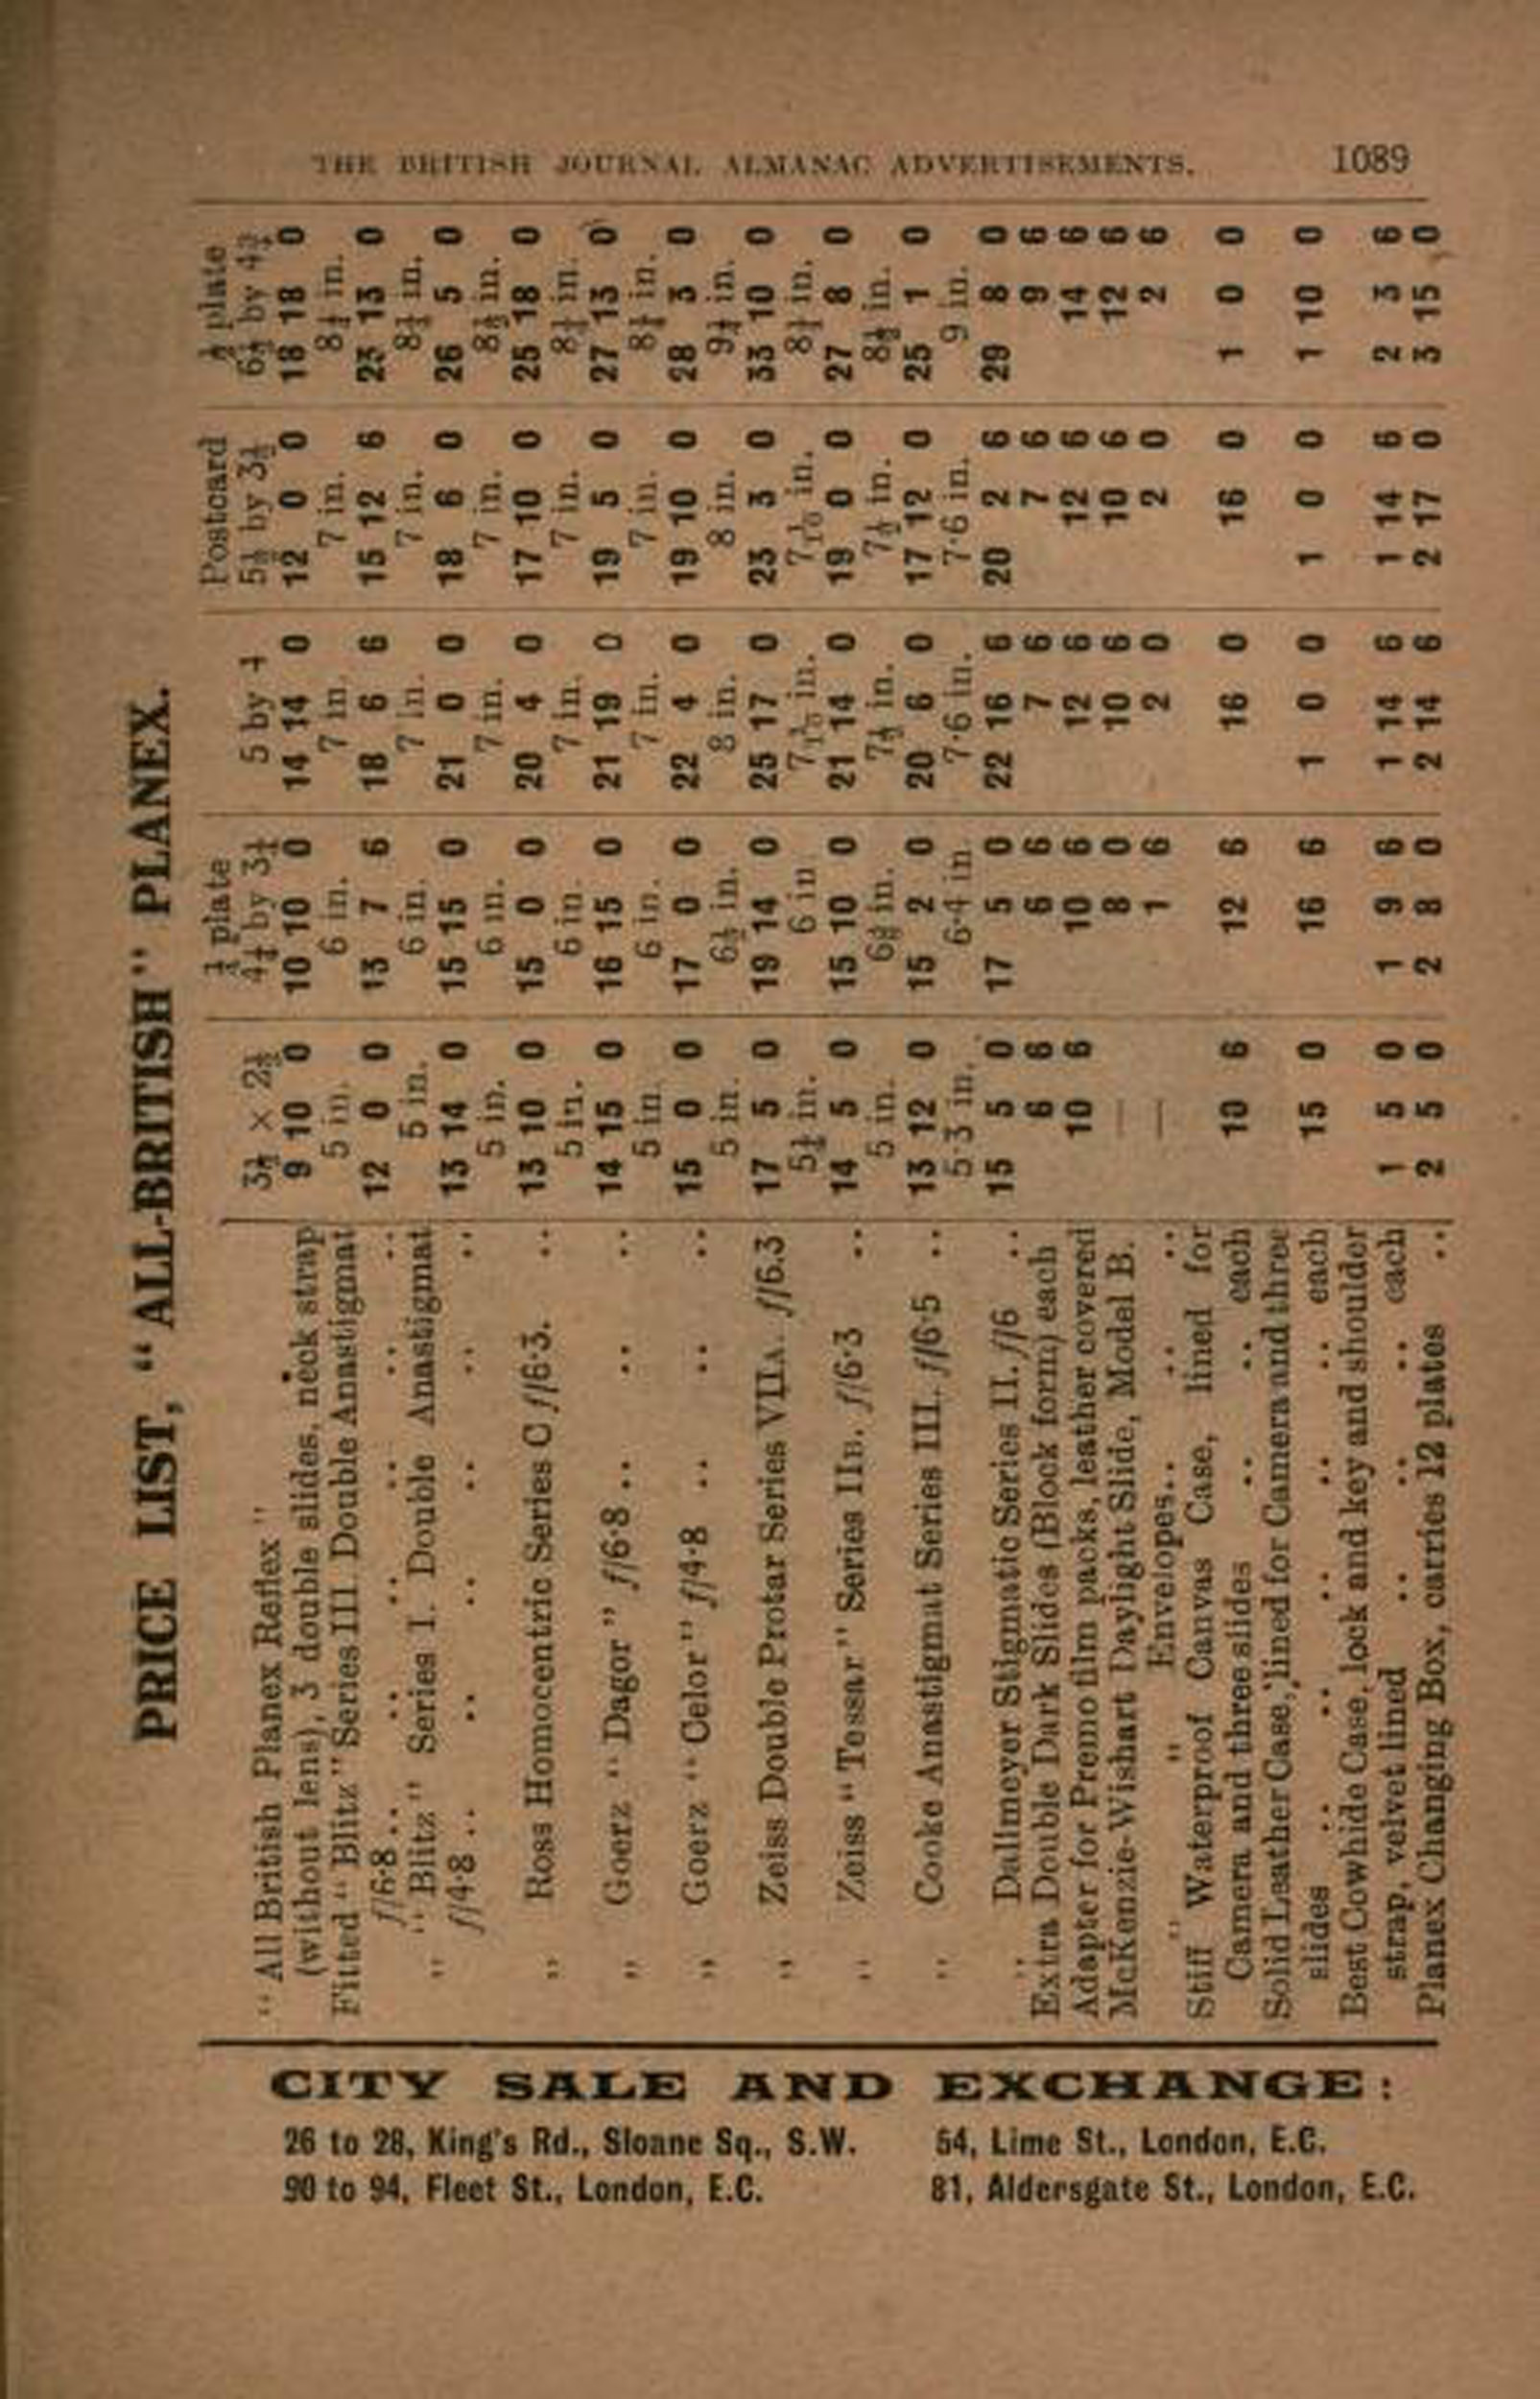 THE BRITISH JOURNAL ALMANAC ADVERTISEMENTS. 1089
PRICE LIST, "ALL-BRITISH" PLANEX.
¼ plate Postcard ½ plate
3½ × 2½ 4¼ by 3¼ 5 by 4 5½ by 3½ 6½ by 4¾
"All British Planex Reflex"
(without lens), 3 double slides, neck strap 9 10 0 10 10 0 14 14 0 12 0 0 18 18 0
Fitted "Blitz" Series III. Double Anastigmat 5 in. 6 in. 7 in. 7 in. 8¼ in.
f/6·8 .. .. .. .. .. .. 12 0 0 13 7 6 18 6 6 15 12 6 23 13 0
,, "Blitz" Series I. Double Anastigmat 5 in. 6 in. 7 in. 7 in. 8¼ in.
f/4·8 .. .. .. .. .. .. 13 14 0 15 15 0 21 0 0 18 6 0 26 5 0
5 in. 6 in. 7 in. 7 in. 8½ in.
,, Ross Homocentric Series C f/6·3. .. 13 10 0 15 0 0 20 4 0 17 10 0 25 18 0
5 in. 6 in. 7 in. 7 in. 8¼ in.
,, Goerz "Dagor" f/6·8 .. .. .. 14 15 0 16 15 0 21 19 0 19 5 0 27 13 0
5 in. 6 in. 7 in. 7 in. 8¼ in.
,, Goerz "Celor" f/4·8 .. .. .. 15 0 0 17 0 0 22 4 0 19 10 0 28 3 0
5 in. 6½ in. 8 in. 8 in. 9¼ in.
,, Zeiss Double Protar Series VIIA. f/6.3 17 5 0 19 14 0 25 17 0 23 3 0 33 10 0
5¼ in. 6 in 7⅒ in. 7⅒ in. 8¼ in.
,, Zeiss "Tessar" Series IIB. f/6·3 .. 14 5 0 15 10 0 21 14 0 19 0 0 27 8 0
5 in. 6⅜ in. 7½ in. 7½ in. 8½ in.
,, Cooke Anastigmat Series III. f/6·5 .. 13 12 0 15 2 0 20 6 0 17 12 0 25 1 0
5·3 in. 6·4 in. 7·6 in. 7·6 in. 9 in.
,, Dallmeyer Stigmatic Series II. f/6 .. 15 5 0 17 5 0 22 16 6 20 2 6 29 8 0
Extra Double Dark Slides (Block form) each 6 6 6 6 7 6 7 6 9 6
Adapter for Premo film packs, leather covered 10 6 10 6 12 6 12 6 14 6
McKenzie-Wishart Daylight Slide, Model B. — 8 0 10 6 10 6 12 6
,, ,, Envelopes.. .. .. — 1 6 2 0 2 0 2 6
Stiff Waterproof Canvas Case, lined for
Camera and three slides .. .. each 10 6 12 6 16 0 16 0 1 0 0
Solid Leather Case, lined for Camera and three
slides .. .. .. .. .. each 15 0 16 6 1 0 0 1 0 0 1 10 0
Best Cowhide Case, lock and key and shoulder
strap, velvet lined .. .. .. each 1 5 0 1 9 6 1 14 6 1 14 6 2 3 6
Planex Changing Box, carries 12 plates .. 2 5 0 2 8 0 2 14 6 2 17 0 3 15 0
CITY SALE AND EXCHANGE:
26 to 28, King's Rd., Sloane Sq., S.W. 54, Lime St., London, E.C.
90 to 94, Fleet St., London, E.C. 81, Aldersgate St., London, E.C.